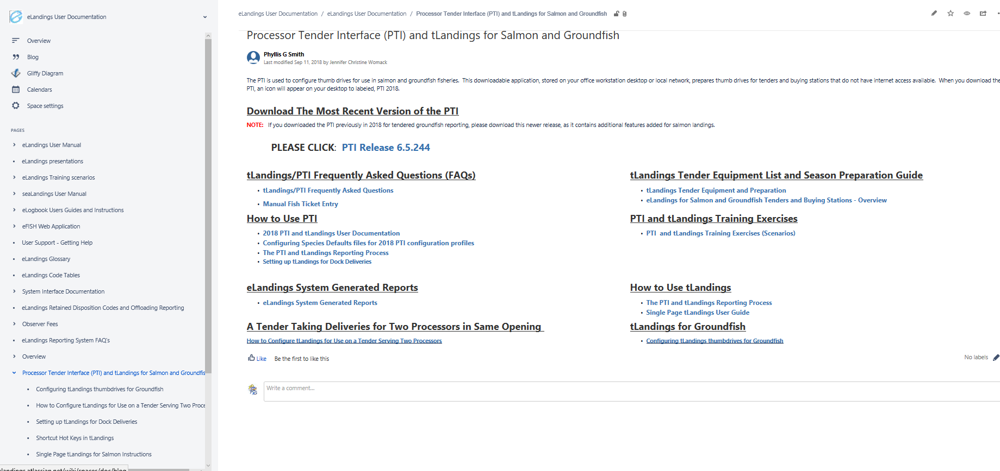 eLandings User Documentation
Overview
Blog
Gliffy Diagram
Calendars
Space settings
PAGES
eLandings User Manual
eLandings presentations
eLandings Training scenarios
seaLandings User Manual
eLogbook Users Guides and Instructions
eFISH Web Application
User Support - Getting Help
eLandings Glossary
eLandings Code Tables
System Interface Documentation
eLandings Retained Disposition Codes and Offloading Reporting
Observer Fees
eLandings Reporting System FAQ's
Overview
Processor Tender Interface (PTI) and tLandings for Salmon and Groundfis
Configuring tLandings thumbdrives for Groundfish
How to Configure tLandings for Use on a Tender Serving Two Proce
Setting up tLandings for Dock Deliveries
Shortcut Hot Keys in tLandings
Single Page tLandings for Salmon Instructions
landings.atlassian.net/wiki/spaces/doc/blog
eLandings User Documentation / eLandings User Documentation / Processor Tender Interface (PTI) and tLandings for Salmon and Groundfish
Processor Tender Interface (PTI) and tLandings for Salmon and Groundfish
Phyllis G Smith
Last modified Sep 11, 2018 by Jennifer Christine Womack
The PTI is used to configure thumb drives for use in salmon and groundfish fisheries. This downloadable application, stored on your office workstation desktop or local network, prepares thumb drives for tenders and buying stations that do not have internet access available. When you download the
PTI, an icon will appear on your desktop to labeled, PTI 2018.
Download The Most Recent Version of the PTI
NOTE: If you downloaded the PTI previously in 2018 for tendered groundfish reporting, please download this newer release, as it contains additional features added for salmon landings.
PLEASE CLICK: PTI Release 6.5.244
tLandings/PTI Frequently Asked Questions (FAQs)
tLandings/PTI Frequently Asked Questions
Manual Fish Ticket Entry
tLandings Tender Equipment List and Season Preparation Guide
tLandings Tender Equipment and Preparation
eLandings for Salmon and Groundfish Tenders and Buying Stations - Overview
How to Use PTI
2018 PTI and tLandings User Documentation
Configuring Species Defaults files for 2018 PTI configuration profiles
The PTI and tLandings Reporting Process
Setting up tLandings for Dock Deliveries
PTI and tLandings Training Exercises
PTI and tLandings Training Exercises (Scenarios)
eLandings System Generated Reports
eLandings System Generated Reports
How to Use tLandings
The PTI and tLandings Reporting Process
Single Page tLandings User Guide
A Tender Taking Deliveries for Two Processors in Same Opening
How to Configure tLandings for Use on a Tender Serving Two Processors
tLandings for Groundfish
Configuring tLandings thumbdrives for Groundfish
Like Be the first to like this
No labels
Write a comment...